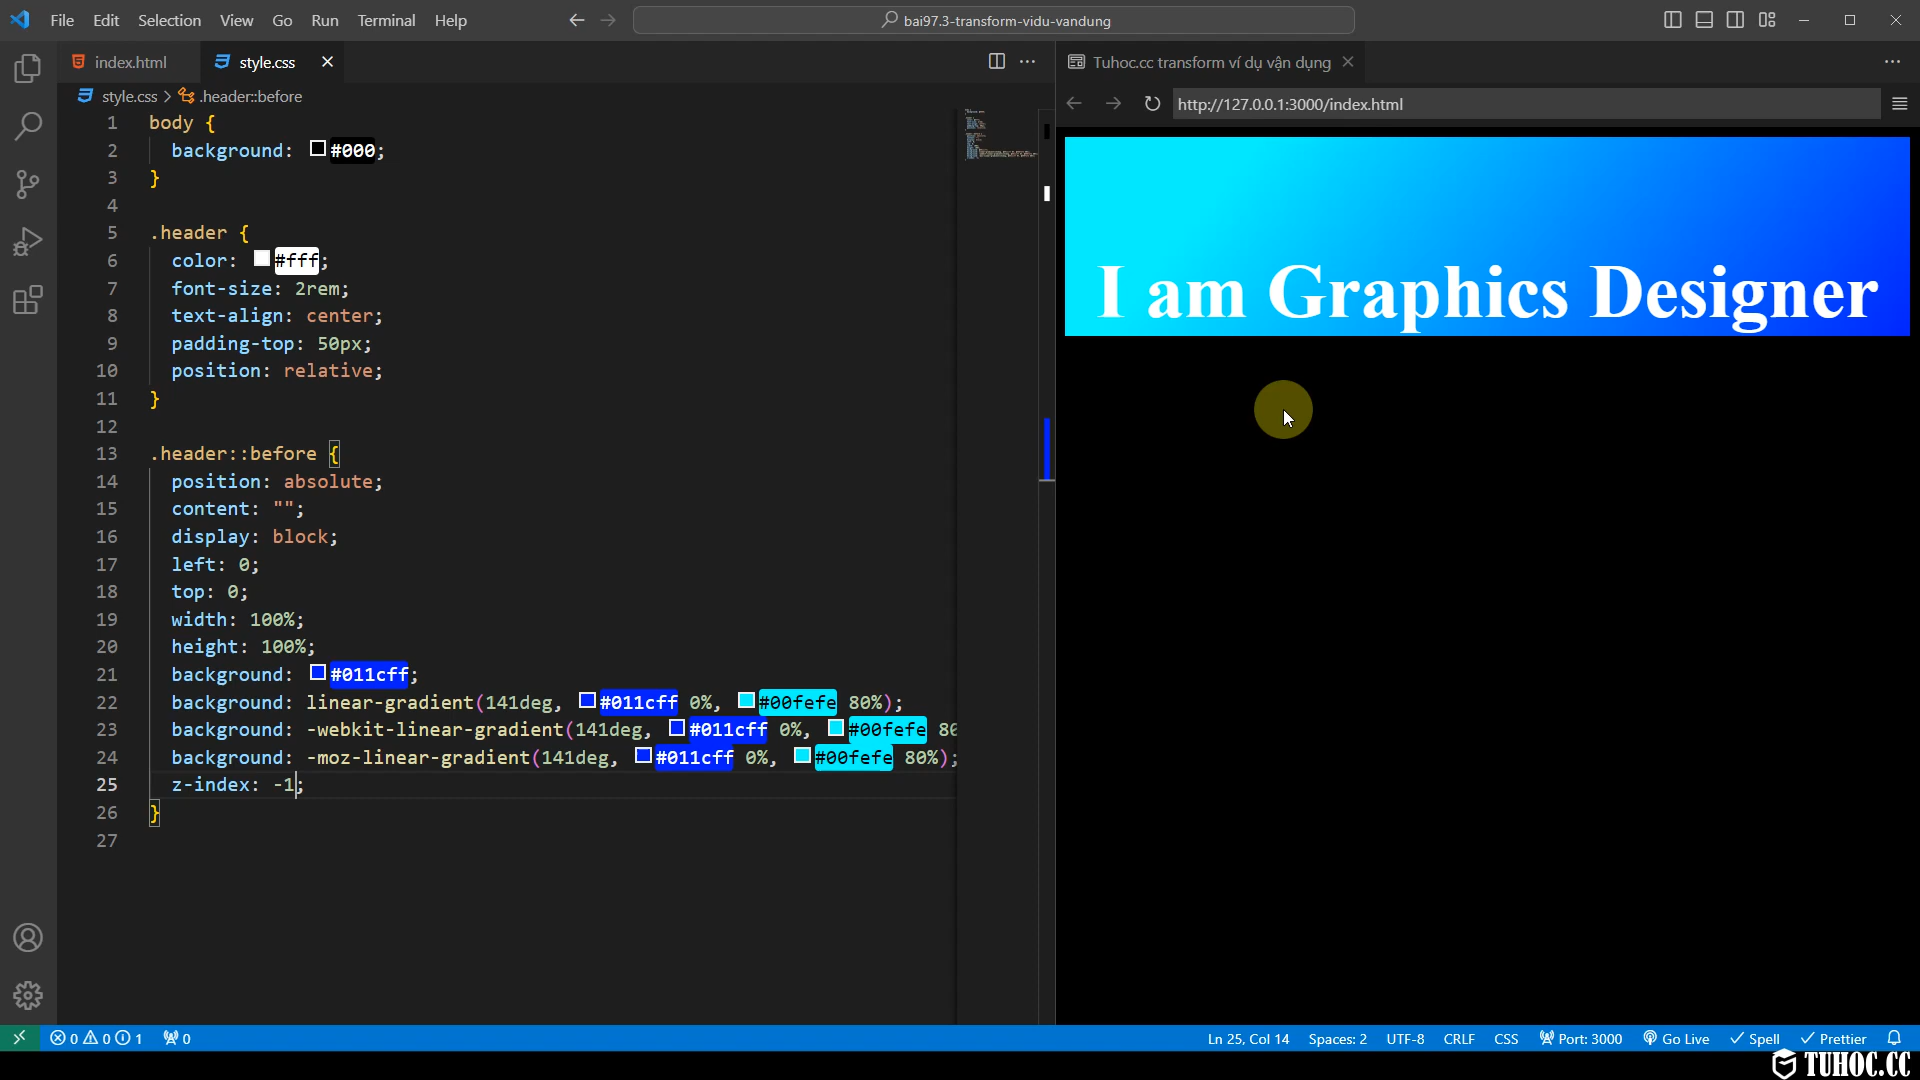 File Edit Selection View Go Run Terminal Help
bai97.3-transform-vidu-vandung
index.html
style.css
Tuhoc.cc transform ví dụ vận dụng
style.css > .header::before
http://127.0.0.1:3000/index.html
1 body {
2 background: #000;
3 }
4
5 .header {
6 color: #fff;
7 font-size: 2rem;
8 text-align: center;
9 padding-top: 50px;
10 position: relative;
11 }
12
13 .header::before {
14 position: absolute;
15 content: "";
16 display: block;
17 left: 0;
18 top: 0;
19 width: 100%;
20 height: 100%;
21 background: #011cff;
22 background: linear-gradient(141deg, #011cff 0%, #00fefe 80%);
23 background: -webkit-linear-gradient(141deg, #011cff 0%, #00fefe 80
24 background: -moz-linear-gradient(141deg, #011cff 0%, #00fefe 80%);
25 z-index: -1;
26 }
27
I am Graphics Designer
0 0 1 0
Ln 25, Col 14 Spaces: 2 UTF-8 CRLF CSS Port: 3000 Go Live Spell Prettier
TUHOC.CC